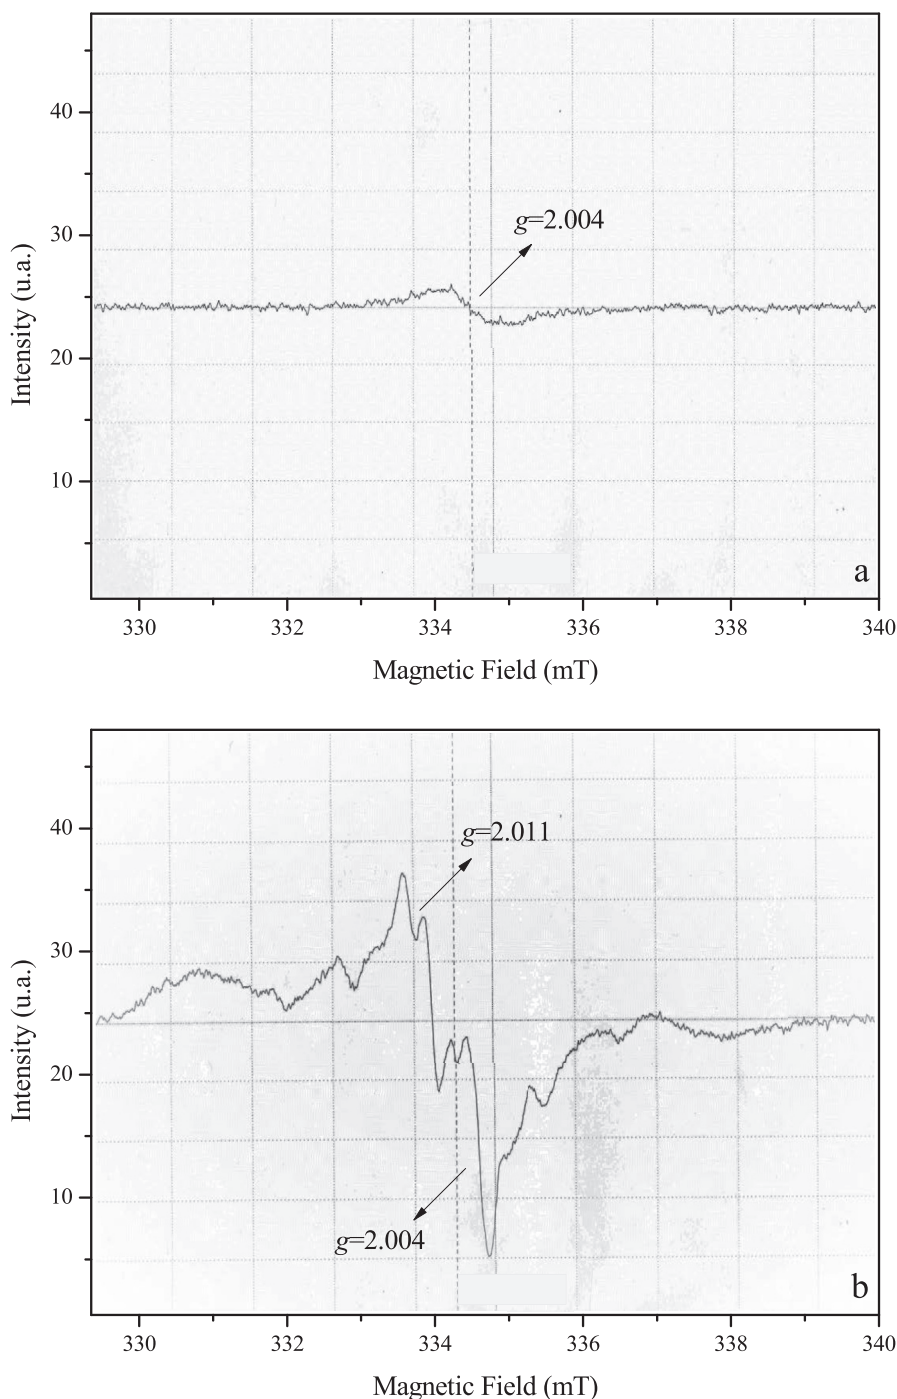 40
30
20
10
Intensity (u.a.)
g=2.004
a
330 332 334 336 338 340
Magnetic Field (mT)
40
30
20
10
Intensity (u.a.)
g=2.011
g=2.004
b
330 332 334 336 338 340
Magnetic Field (mT)